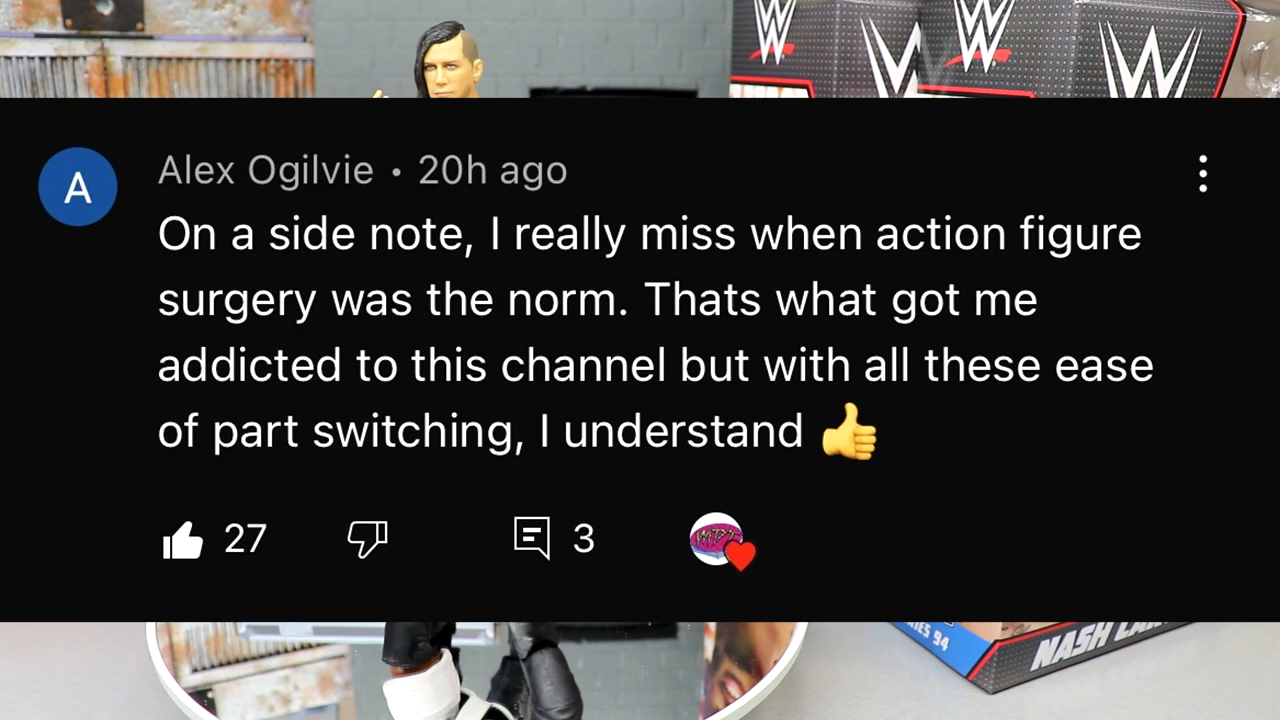 Alex Ogilvie • 20h ago
A
On a side note, I really miss when action figure
surgery was the norm. Thats what got me
addicted to this channel but with all these ease
of part switching, I understand 👍
27
3
NASH